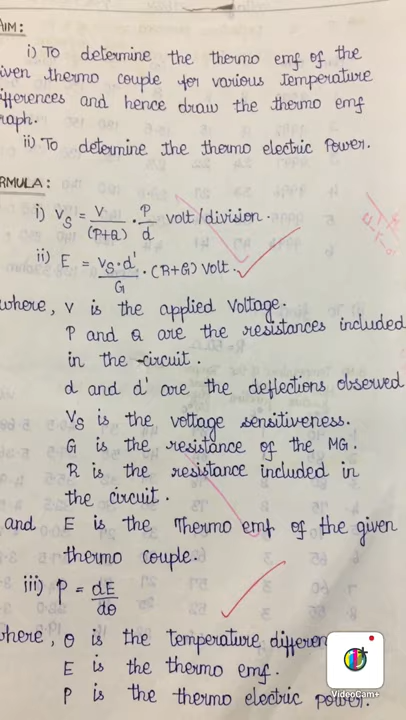 AIM:
i) To determine the thermo emf of the
iven thermo couple for various Temperature
ifferences and hence draw the thermo emf
raph.
ii) To determine the thermo electric Power.
RMULA:
i) Vs = V/(P+Q) . P/d volt/division.
ii) E = Vs.d'/G . (R+G) Volt.
where, V is the applied Voltage.
P and Q are the resistances included
in the circuit.
d and d' are the deflections observed
Vs is the voltage sensitiveness.
G is the resistance of the MG.
R is the resistance included in
the circuit.
and E is the Thermo emf of the given
thermo couple.
iii) P = dE/dθ
where, θ is the temperature differen
E is the thermo emf.
P is the thermo electric power.
VideoCam+